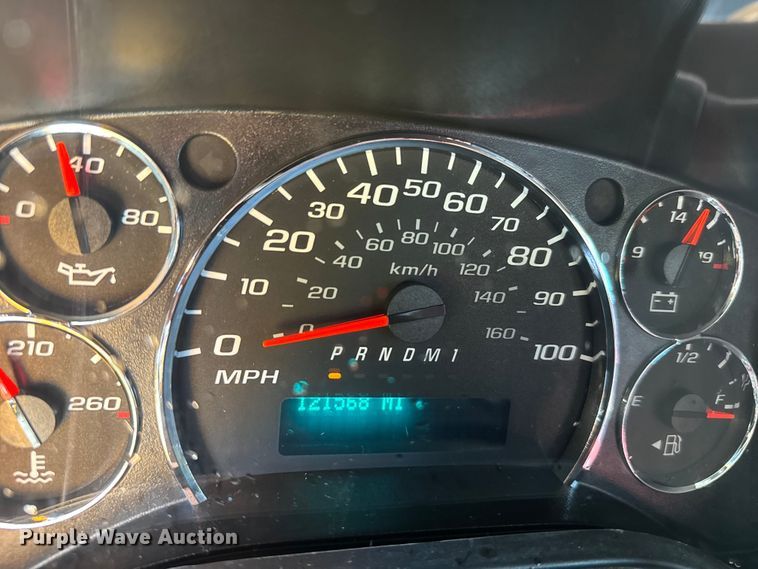 0 40 80
210 260
0 10 20 30 40 50 60 70 80 90 100
MPH
0 20 40 60 80 100 120 140 160
km/h
P R N D M 1
121568 MI
9 14 19
E 1/2 F
Purple Wave Auction